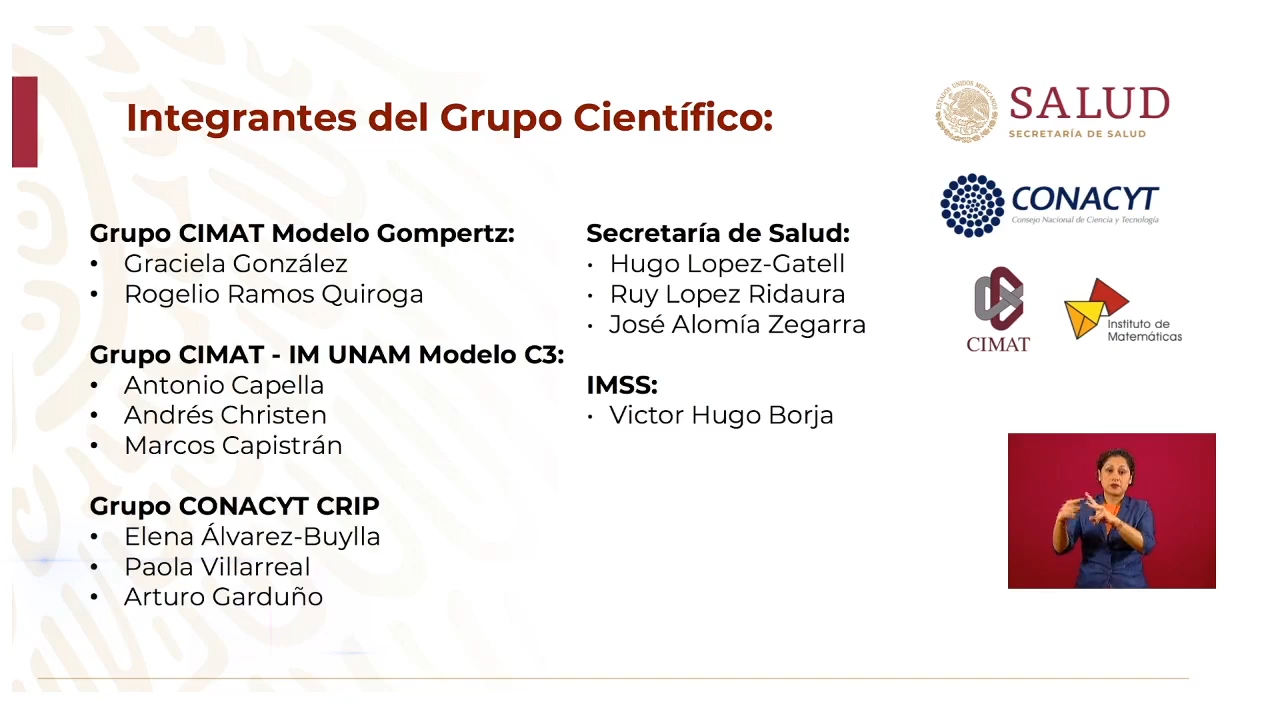 Integrantes del Grupo Científico:
Grupo CIMAT Modelo Gompertz:
• Graciela González
• Rogelio Ramos Quiroga
Grupo CIMAT - IM UNAM Modelo C3:
• Antonio Capella
• Andrés Christen
• Marcos Capistrán
Grupo CONACYT CRIP
• Elena Álvarez-Buylla
• Paola Villarreal
• Arturo Garduño
Secretaría de Salud:
• Hugo Lopez-Gatell
• Ruy Lopez Ridaura
• José Alomía Zegarra
IMSS:
• Victor Hugo Borja
ESTADOS UNIDOS MEXICANOS
SALUD
SECRETARÍA DE SALUD
CONACYT
Consejo Nacional de Ciencia y Tecnología
CIMAT
Instituto de
Matemáticas